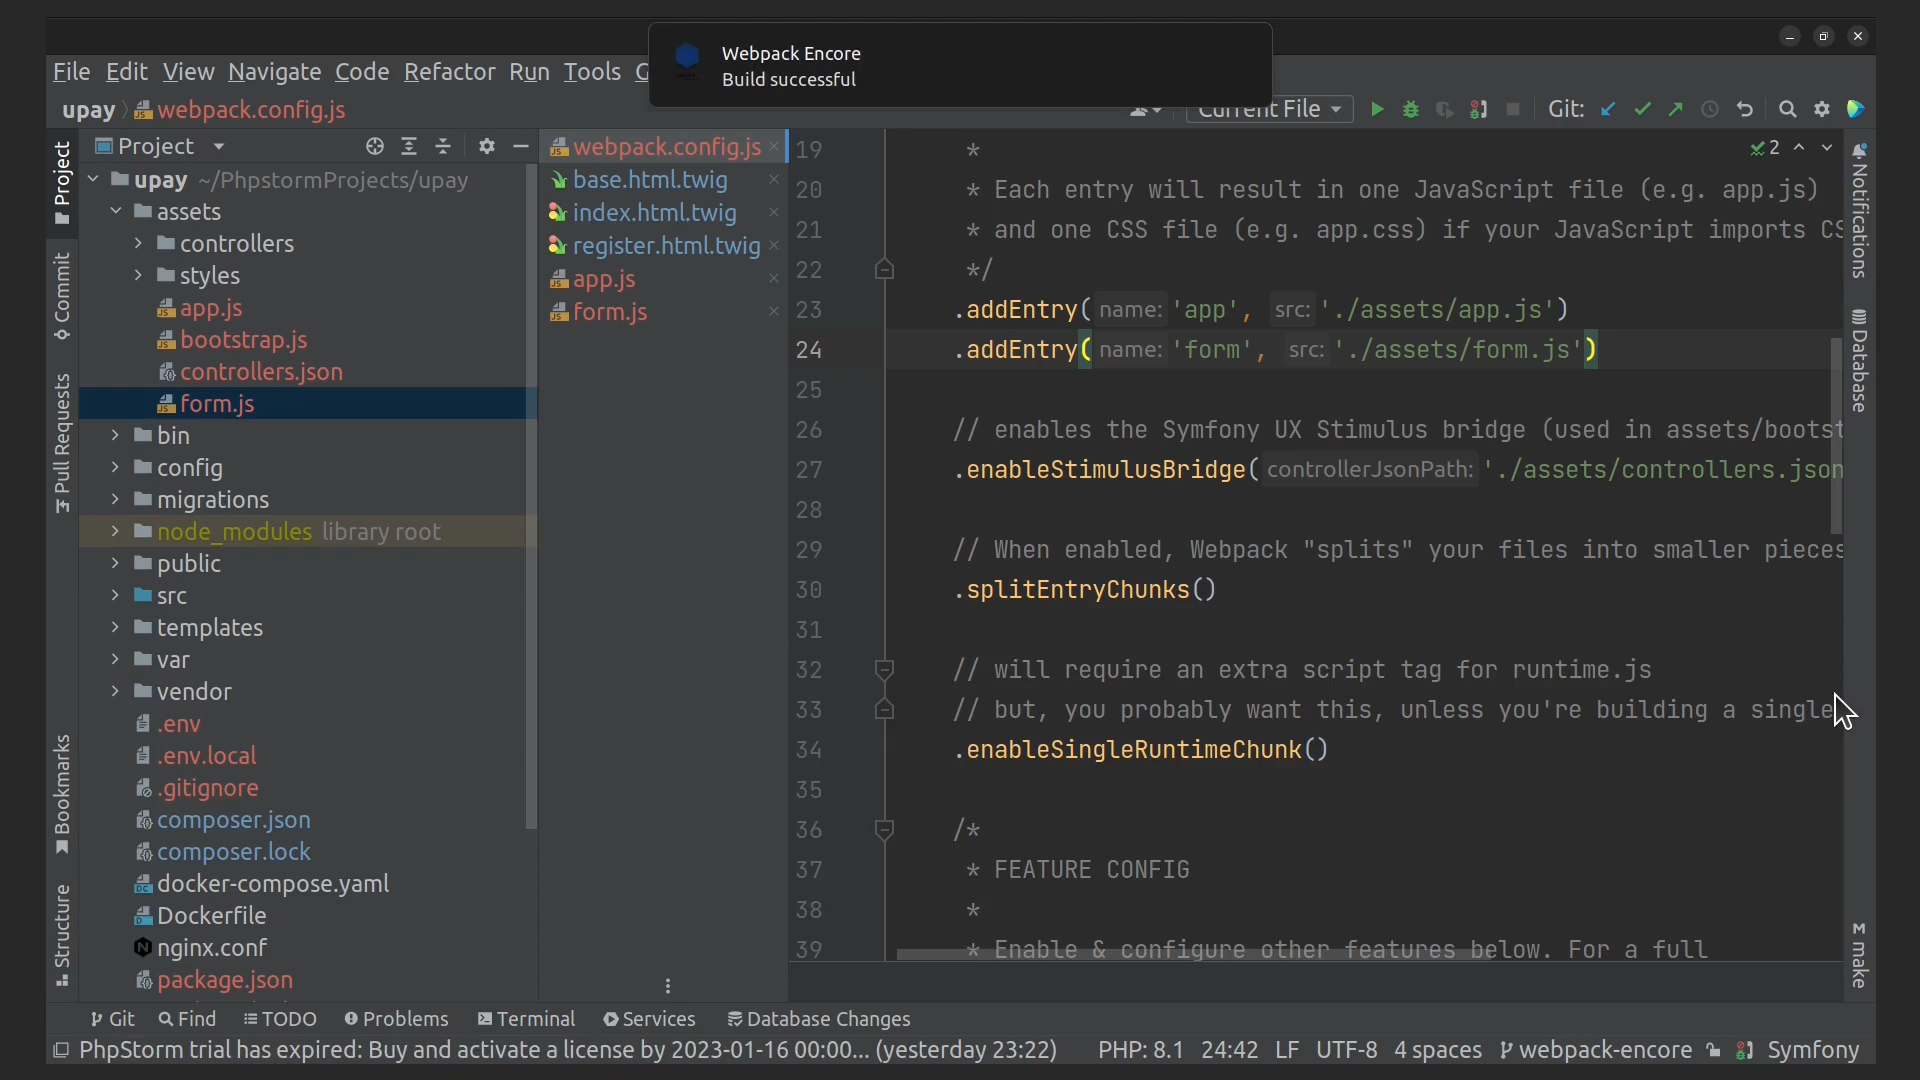 Webpack Encore
Build successful
File Edit View Navigate Code Refactor Run Tools G
upay webpack.config.js
Current File
Git:
Project
upay ~/PhpstormProjects/upay
assets
controllers
styles
app.js
bootstrap.js
controllers.json
form.js
bin
config
migrations
node_modules library root
public
src
templates
var
vendor
.env
.env.local
.gitignore
composer.json
composer.lock
docker-compose.yaml
Dockerfile
nginx.conf
package.json
Project
Commit
Pull Requests
Bookmarks
Structure
webpack.config.js
base.html.twig
index.html.twig
register.html.twig
app.js
form.js
2
19 *
20 * Each entry will result in one JavaScript file (e.g. app.js)
21 * and one CSS file (e.g. app.css) if your JavaScript imports CS
22 */
23 .addEntry( name: 'app', src: './assets/app.js')
24 .addEntry( name: 'form', src: './assets/form.js')
25
26 // enables the Symfony UX Stimulus bridge (used in assets/bootst
27 .enableStimulusBridge( controllerJsonPath: './assets/controllers.json
28
29 // When enabled, Webpack "splits" your files into smaller pieces
30 .splitEntryChunks()
31
32 // will require an extra script tag for runtime.js
33 // but, you probably want this, unless you're building a single
34 .enableSingleRuntimeChunk()
35
36 /*
37 * FEATURE CONFIG
38 *
39 * Enable & configure other features below. For a full
Notifications
Database
M make
Git Find TODO Problems Terminal Services Database Changes
PhpStorm trial has expired: Buy and activate a license by 2023-01-16 00:00... (yesterday 23:22) PHP: 8.1 24:42 LF UTF-8 4 spaces webpack-encore Symfony